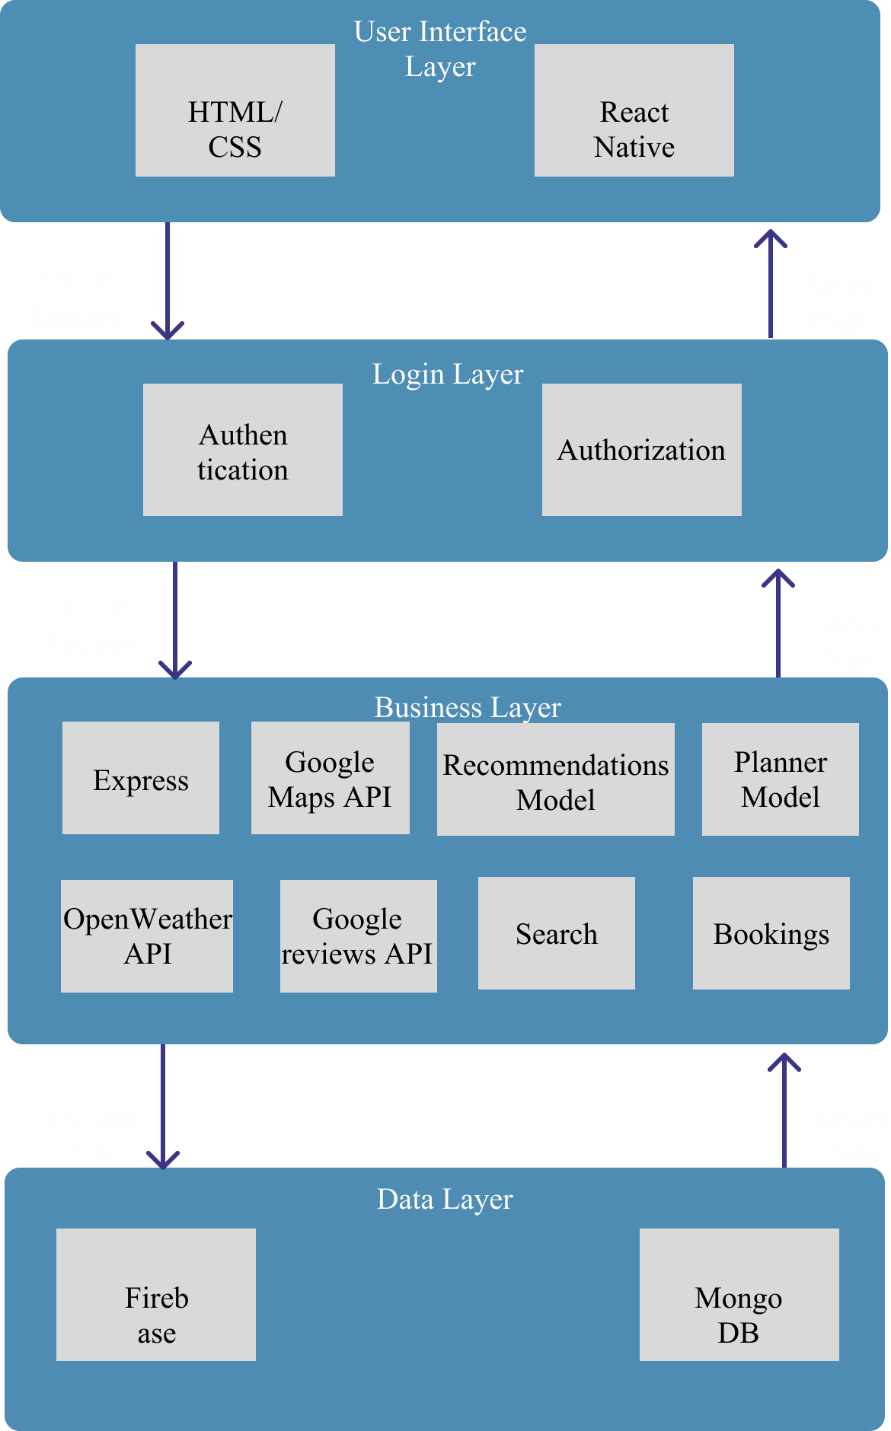 User Interface
Layer
HTML/
CSS
React
Native
Login Layer
Authen
tication
Authorization
Business Layer
Express
Google
Maps API
Recommendations
Model
Planner
Model
OpenWeather
API
Google
reviews API
Search
Bookings
Data Layer
Fireb
ase
Mongo
DB